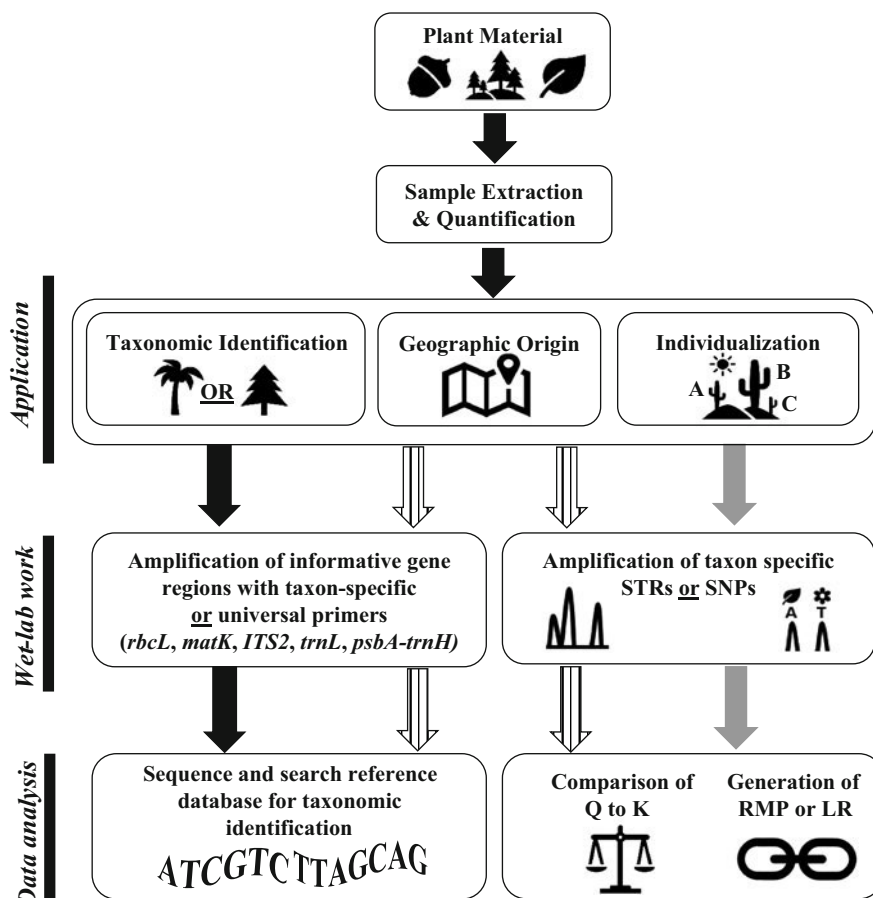 Plant Material
Sample Extraction
& Quantification
Application
Taxonomic Identification
OR
Geographic Origin
Individualization
A
B
C
Wet-lab work
Amplification of informative gene
regions with taxon-specific
or universal primers
(rbcL, matK, ITS2, trnL, psbA-trnH)
Amplification of taxon specific
STRs or SNPs
A T
Data analysis
Sequence and search reference
database for taxonomic
identification
ATCGTCTTAGCAG
Comparison of
Q to K
Generation of
RMP or LR